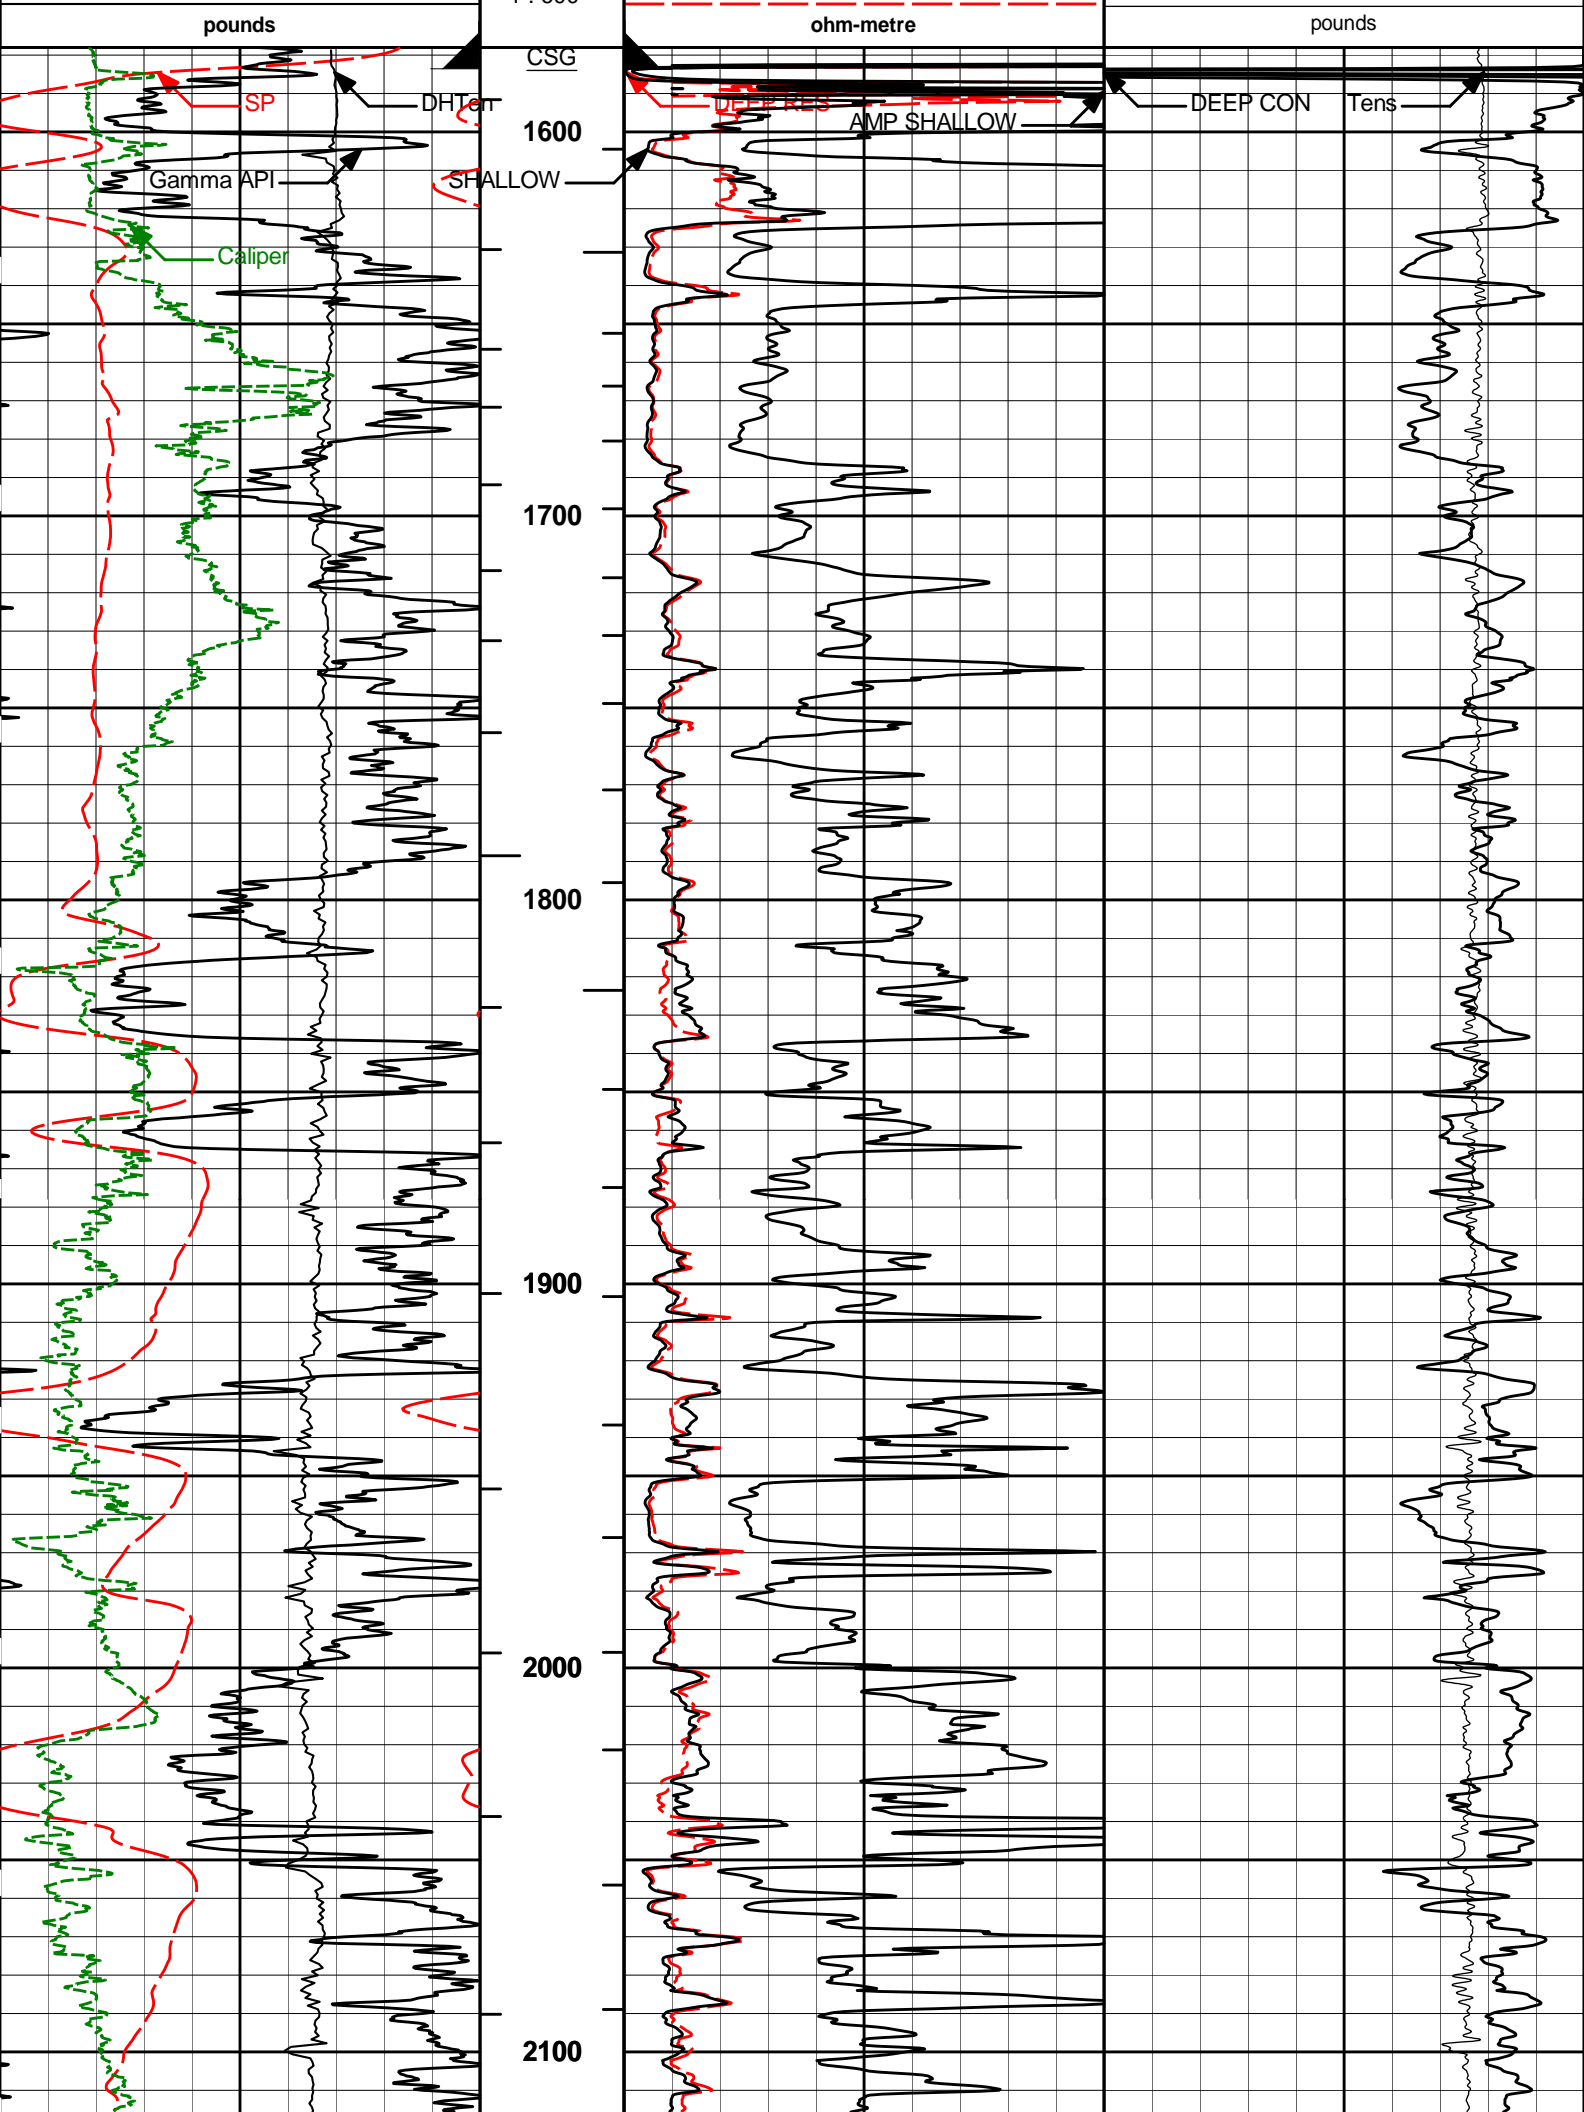 pounds
ohm-metre
pounds
CSG
SP
DHTen
DEEP RES
DEEP CON
Tens
AMP SHALLOW
1600
Gamma API
SHALLOW
Caliper
1700
1800
1900
2000
2100